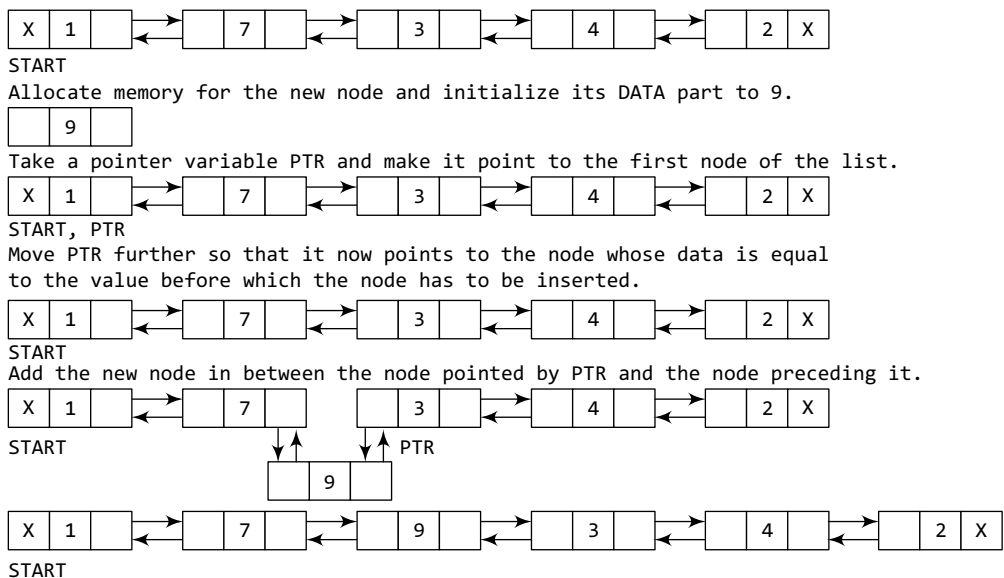 X 1 7 3 4 2 X
START
Allocate memory for the new node and initialize its DATA part to 9.
9
Take a pointer variable PTR and make it point to the first node of the list.
X 1 7 3 4 2 X
START, PTR
Move PTR further so that it now points to the node whose data is equal
to the value before which the node has to be inserted.
X 1 7 3 4 2 X
START
Add the new node in between the node pointed by PTR and the node preceding it.
X 1 7 3 4 2 X
START PTR
9
X 1 7 9 3 4 2 X
START